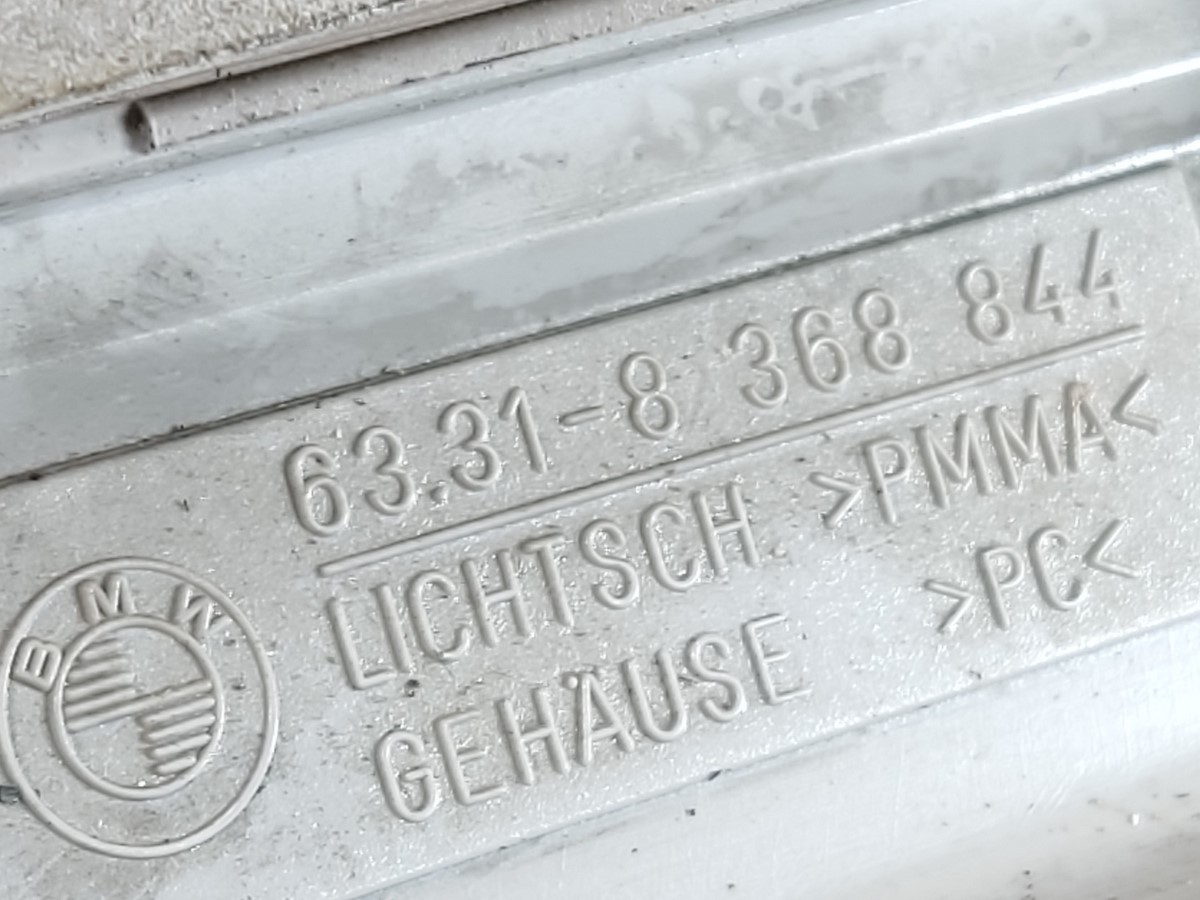 63.31-8 368 844
LICHTSCH. >PMMA<
GEHÄUSE >PC<
BMW